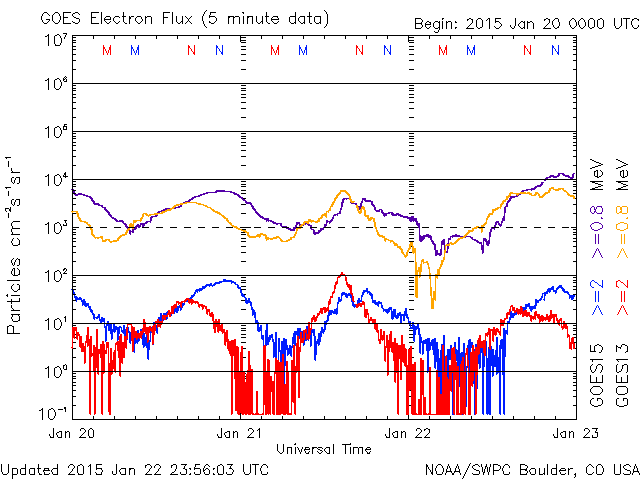 GOES Electron Flux (5 minute data)
Begin: 2015 Jan 20 0000 UTC
10⁷
10⁶
10⁵
10⁴
10³
10²
10¹
10⁰
10⁻¹
M M N N M M N N M M N N
Particles cm⁻²s⁻¹sr⁻¹
GOES15 >=2 >=0.8 MeV
GOES13 >=2 >=0.8 MeV
Jan 20 Jan 21 Jan 22 Jan 23
Universal Time
Updated 2015 Jan 22 23:56:03 UTC
NOAA/SWPC Boulder, CO USA